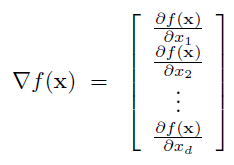 ∇f(𝐱) = [ ∂f(𝐱)/∂x₁
∂f(𝐱)/∂x₂
⋮
∂f(𝐱)/∂x_d ]